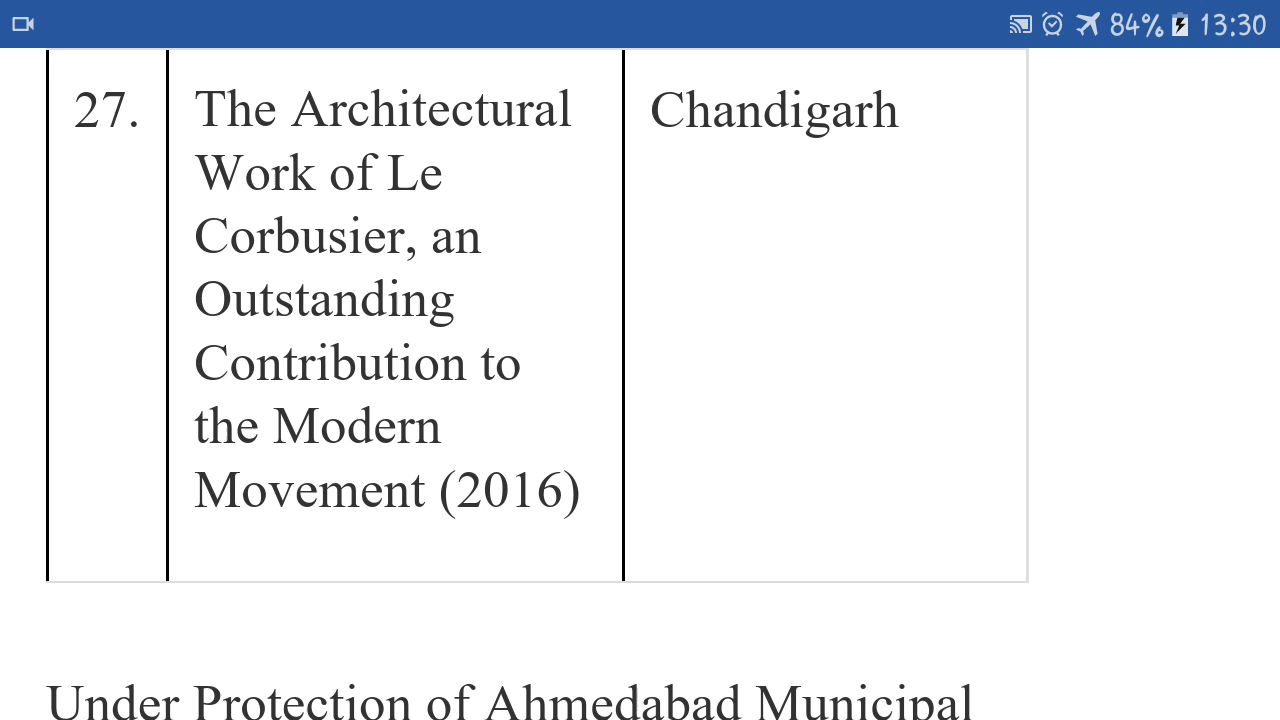 84% 13:30
27. The Architectural Chandigarh
Work of Le
Corbusier, an
Outstanding
Contribution to
the Modern
Movement (2016)
Under Protection of Ahmedabad Municipal